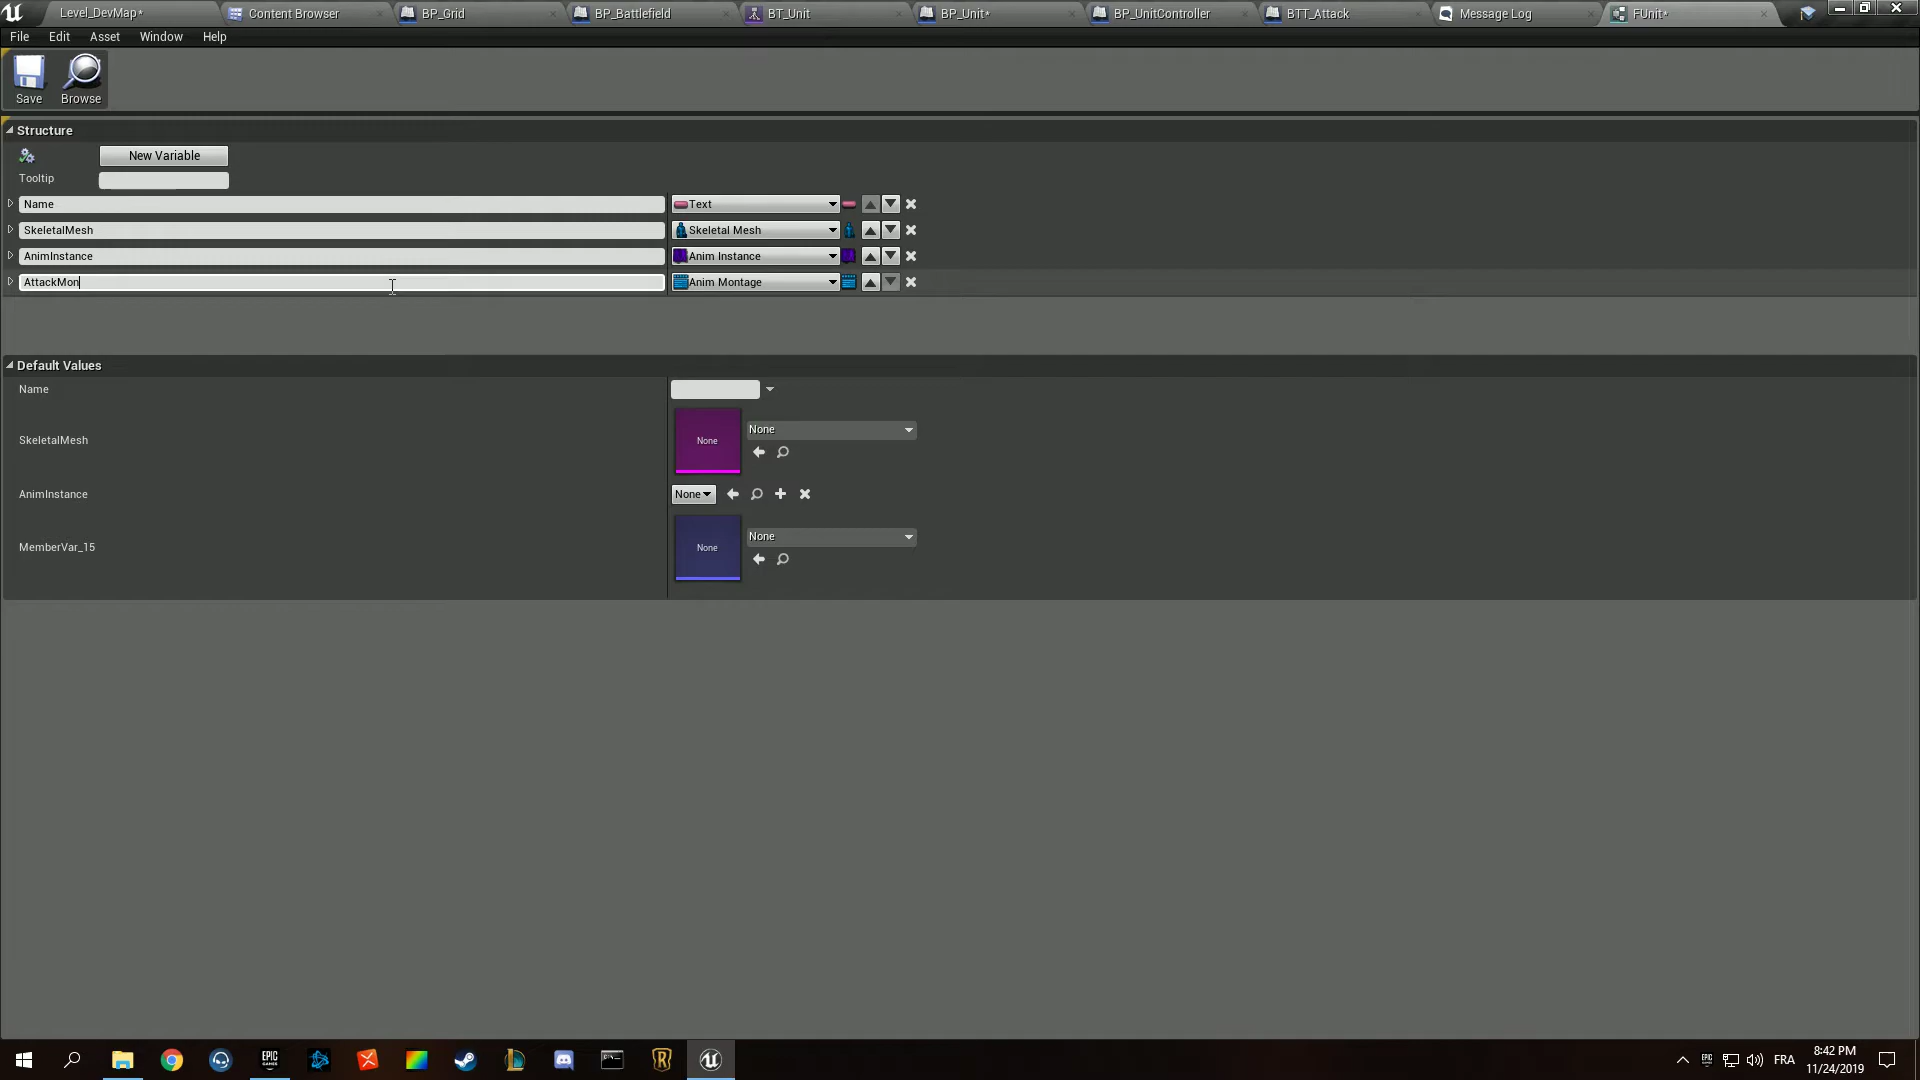 Level_DevMap* Content Browser BP_Grid BP_Battlefield BT_Unit BP_Unit* BP_UnitController BTT_Attack Message Log FUnit*
File Edit Asset Window Help
Save Browse
Structure
New Variable
Tooltip
Name Text
SkeletalMesh Skeletal Mesh
AnimInstance Anim Instance
AttackMon Anim Montage
Default Values
Name
SkeletalMesh None None
AnimInstance None
MemberVar_15 None None
EPIC GAMES
FRA
8:42 PM
11/24/2019